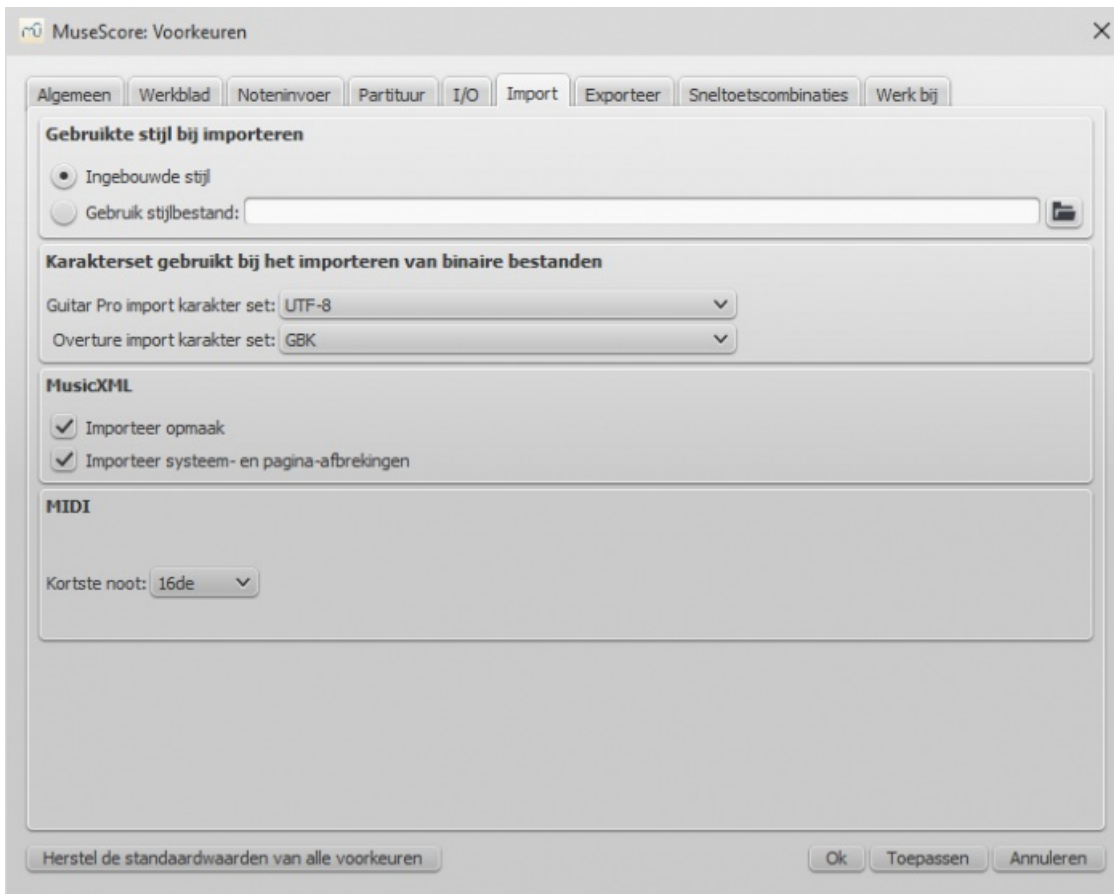 MuseScore: Voorkeuren
Algemeen Werkblad Noteninvoer Partituur I/O Import Exporteer Sneltoetscombinaties Werk bij
Gebruikte stijl bij importeren
Ingebouwde stijl
Gebruik stijlbestand:
Karakterset gebruikt bij het importeren van binaire bestanden
Guitar Pro import karakter set: UTF-8
Overture import karakter set: GBK
MusicXML
Importeer opmaak
Importeer systeem- en pagina-afbrekingen
MIDI
Kortste noot: 16de
Herstel de standaardwaarden van alle voorkeuren Ok Toepassen Annuleren